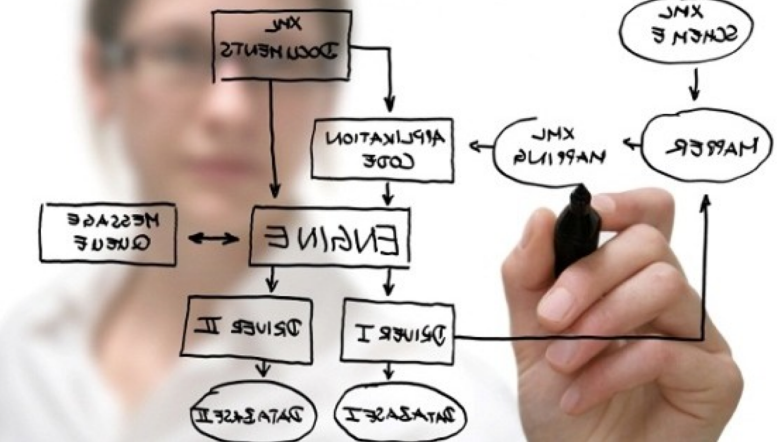 XML
DOCUMENTS
XML
SCHEME
APPLIKATION
CODE
XML
MAPPING
MAPPER
MESSAGE
QUEUE
ENGINE
DRIVER II
DRIVER I
DATABASE II
DATABASE I